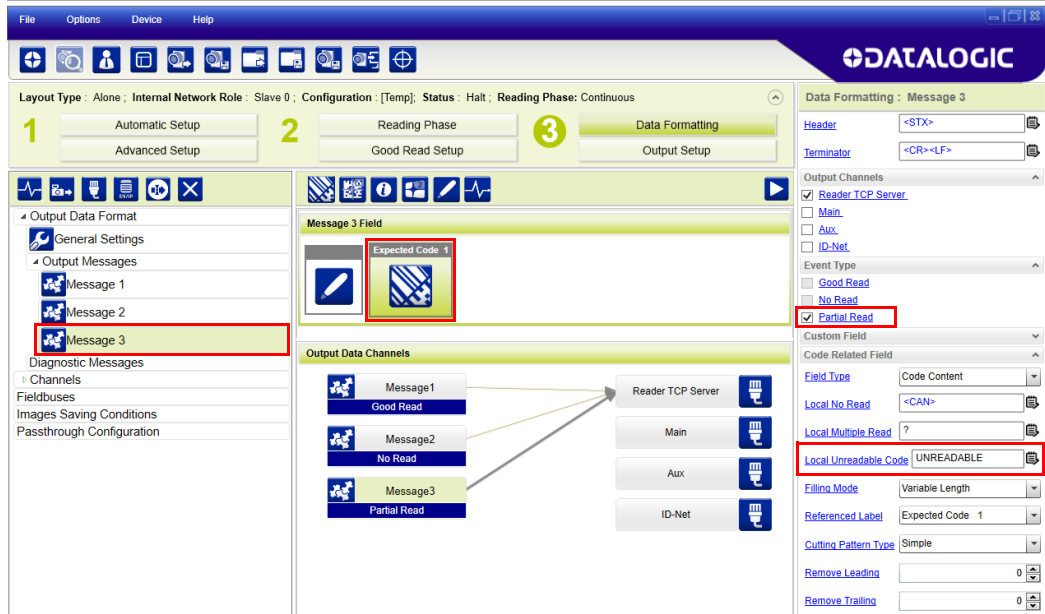 File Options Device Help
DATALOGIC
Layout Type : Alone ; Internal Network Role : Slave 0 ; Configuration : [Temp]; Status : Halt ; Reading Phase: Continuous
1 Automatic Setup 2 Reading Phase 3 Data Formatting
Advanced Setup Good Read Setup Output Setup
Output Data Format
General Settings
Output Messages
Message 1
Message 2
Message 3
Diagnostic Messages
Channels
Fieldbuses
Images Saving Conditions
Passthrough Configuration
Message 3 Field
Expected Code 1
Output Data Channels
Message1
Good Read
Message2
No Read
Message3
Partial Read
Reader TCP Server
Main
Aux
ID-Net
Data Formatting : Message 3
Header <STX>
Terminator <CR><LF>
Output Channels
Reader TCP Server
Main
Aux
ID-Net
Event Type
Good Read
No Read
Partial Read
Custom Field
Code Related Field
Field Type Code Content
Local No Read <CAN>
Local Multiple Read ?
Local Unreadable Code UNREADABLE
Filling Mode Variable Length
Referenced Label Expected Code 1
Cutting Pattern Type Simple
Remove Leading 0
Remove Trailing 0